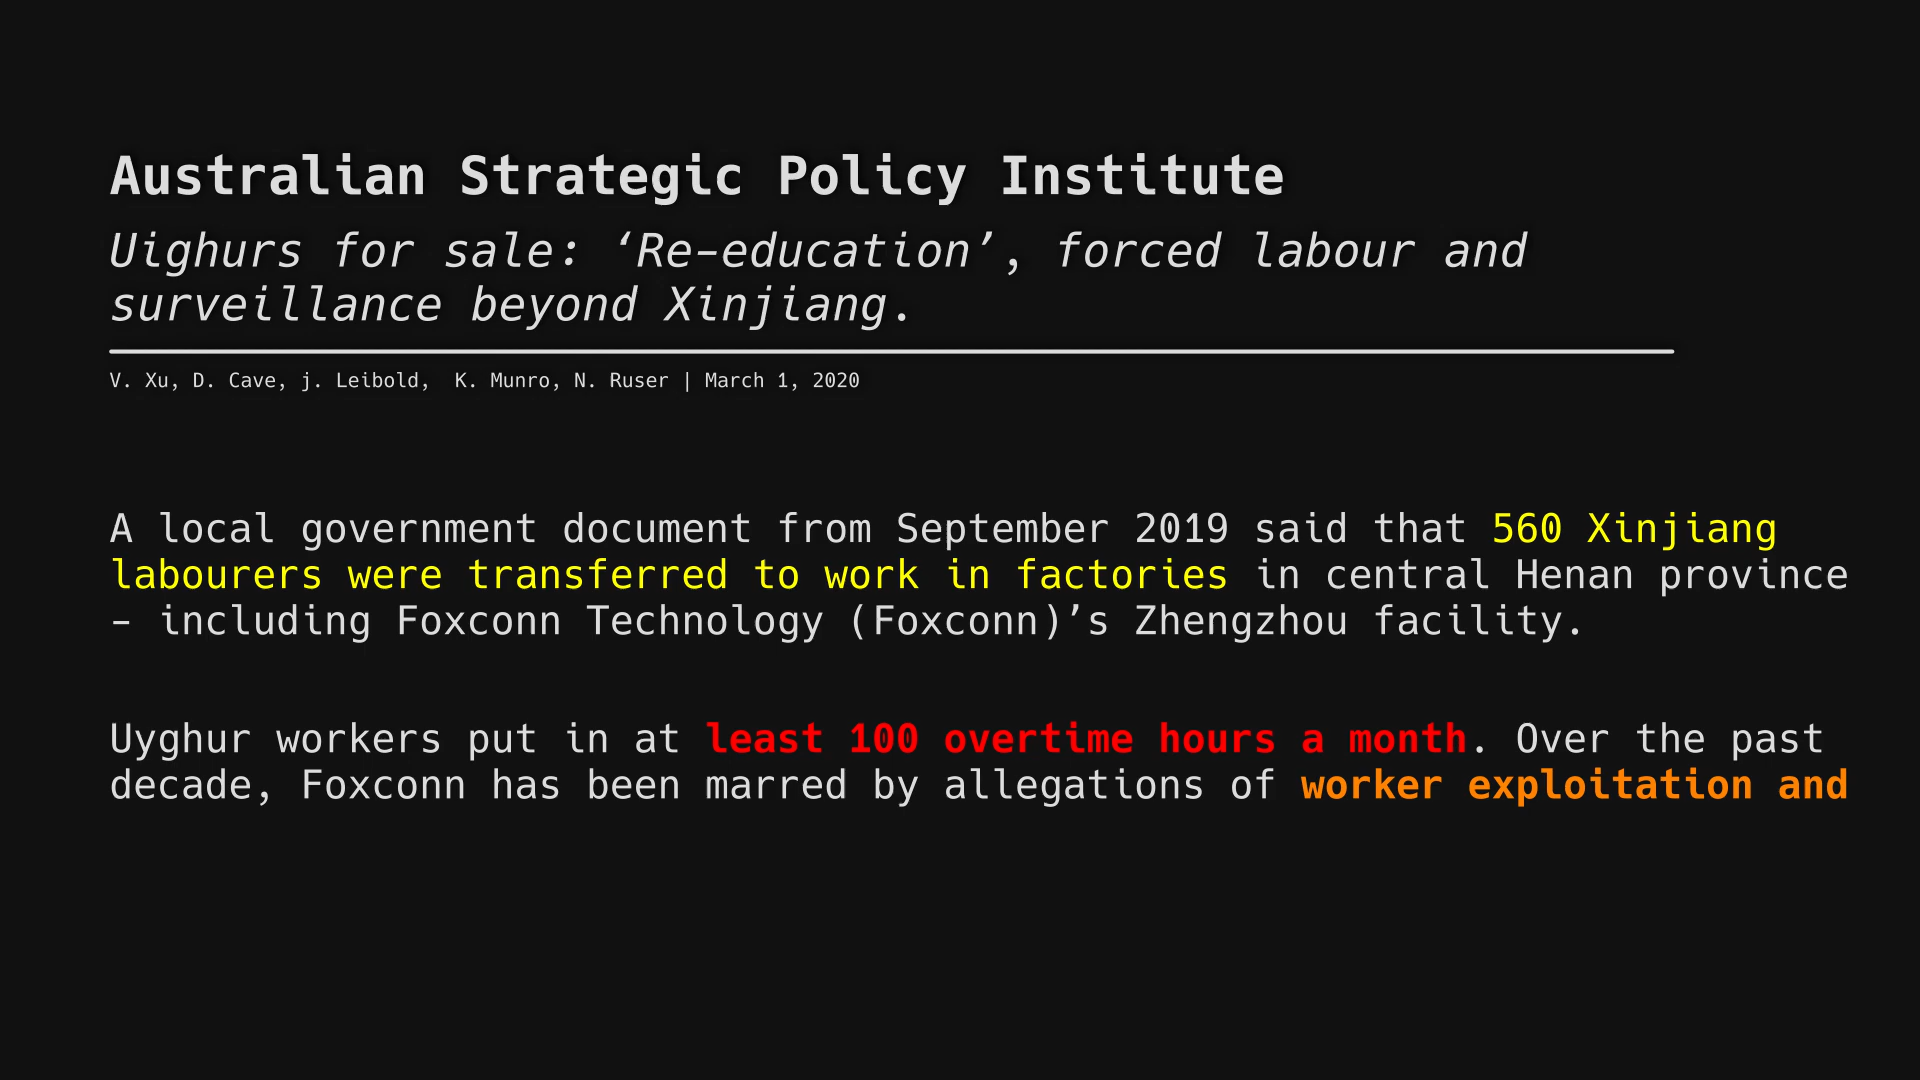 Australian Strategic Policy Institute
Uighurs for sale: ‘Re–education’, forced labour and
surveillance beyond Xinjiang.
V. Xu, D. Cave, j. Leibold,  K. Munro, N. Ruser | March 1, 2020
A local government document from September 2019 said that 560 Xinjiang
labourers were transferred to work in factories in central Henan province
– including Foxconn Technology (Foxconn)’s Zhengzhou facility.
Uyghur workers put in at least 100 overtime hours a month. Over the past
decade, Foxconn has been marred by allegations of worker exploitation and